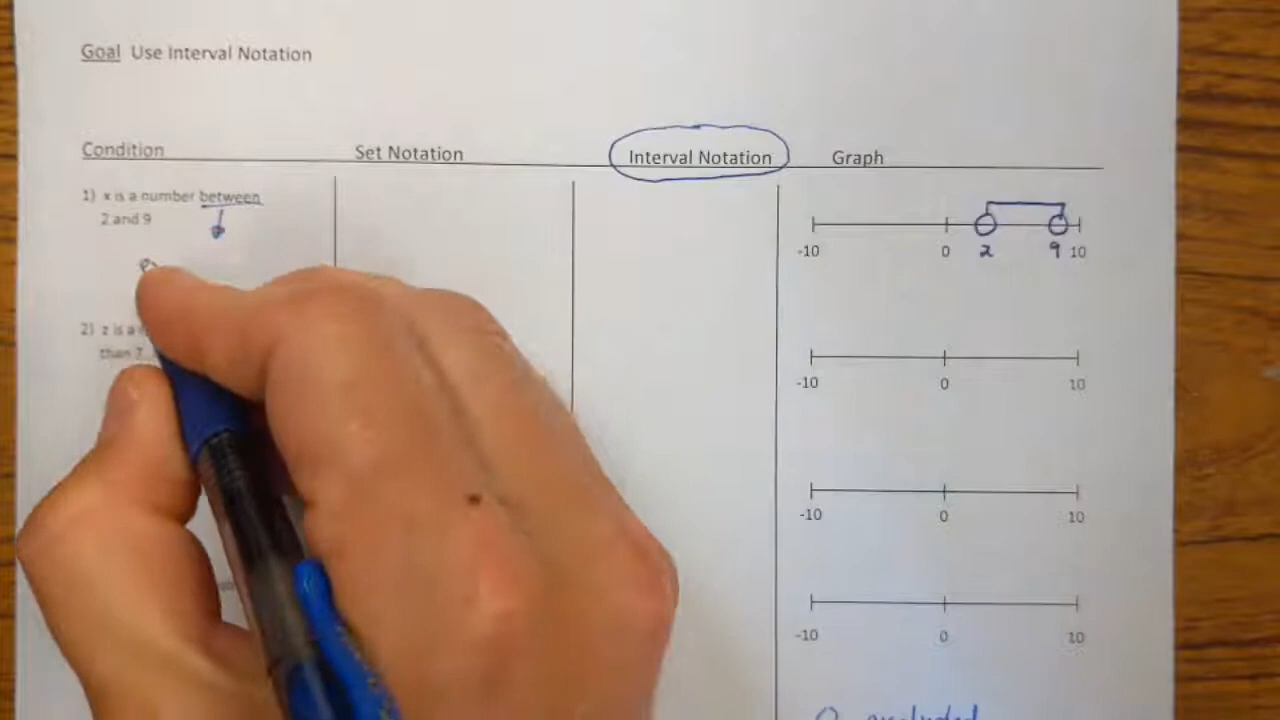 Goal Use Interval Notation
Condition Set Notation Interval Notation Graph
1) x is a number between
2 and 9
-10 0 2 9 10
2) z is a
than 7
-10 0 10
-10 0 10
-10 0 10